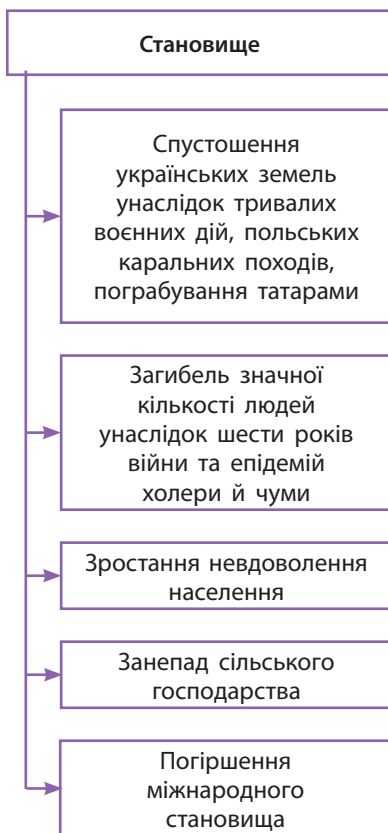 Становище
Спустошення
українських земель
унаслідок тривалих
воєнних дій, польських
каральних походів,
пограбування татарами
Загибель значної
кількості людей
унаслідок шести років
війни та епідемій
холери й чуми
Зростання невдоволення
населення
Занепад сільського
господарства
Погіршення
міжнародного
становища